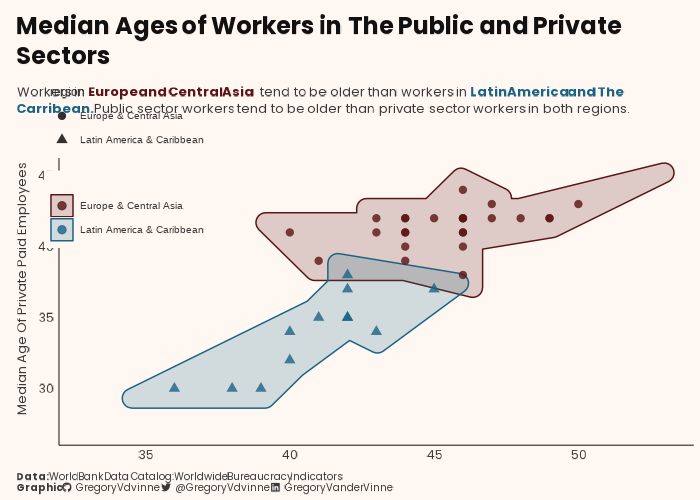 Median Ages of Workers in The Public and Private
Sectors
Workers in Europe and Central Asia tend to be older than workers in Latin America and The
Carribean. Public sector workers tend to be older than private sector workers in both regions.
region
Europe & Central Asia
Latin America & Caribbean
Europe & Central Asia
Latin America & Caribbean
Median Age Of Private Paid Employees
40
35
30
35 40 45 50
Data: World Bank Data Catalog: Worldwide Bureaucracy Indicators
Graphic: GregoryVdvinne @GregoryVdvinne GregoryVanderVinne